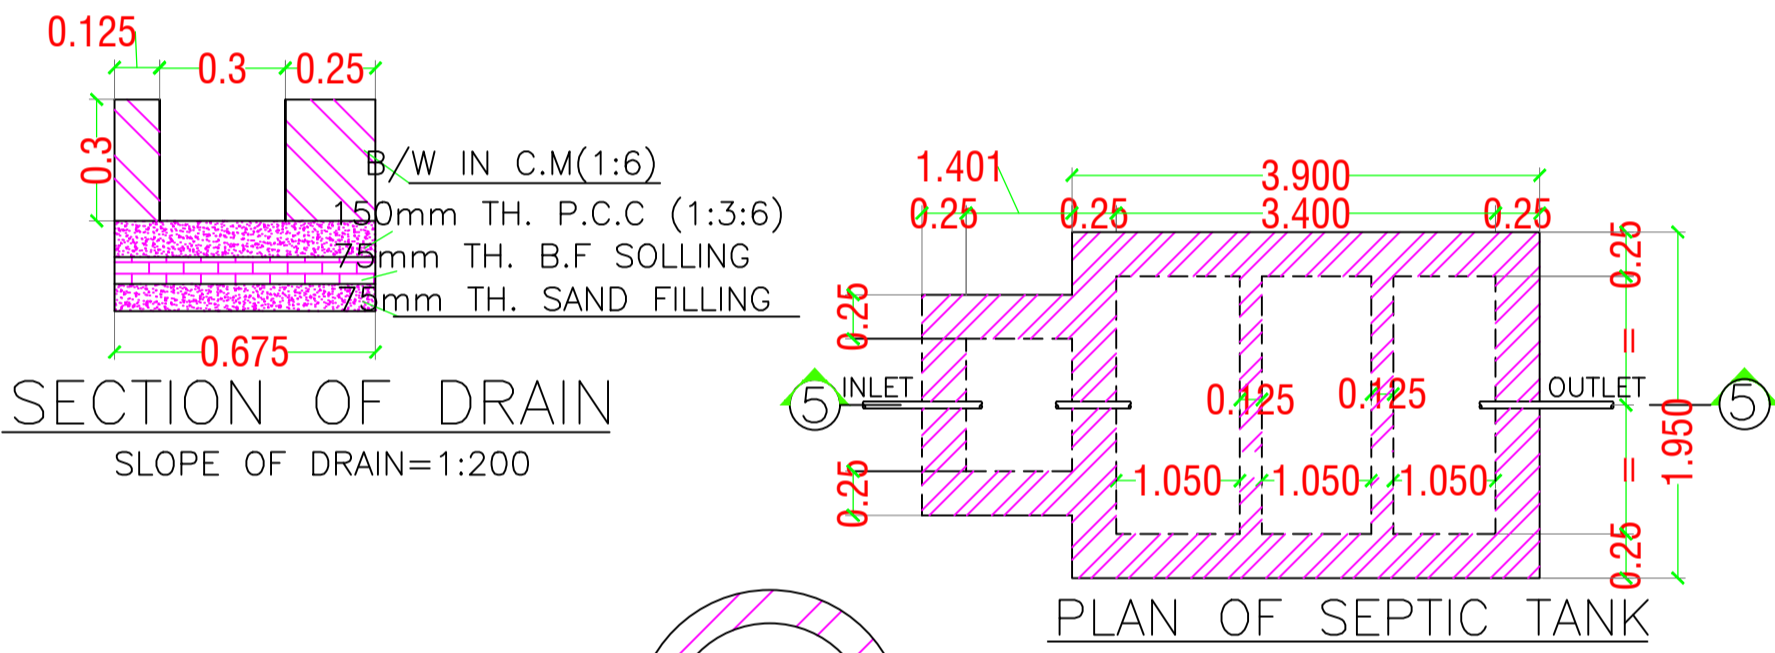 0.125
0.3 0.25
0.3
B/W IN C.M(1:6)
150mm TH. P.C.C (1:3:6)
75mm TH. B.F SOLLING
75mm TH. SAND FILLING
0.675
SECTION OF DRAIN
SLOPE OF DRAIN=1:200
1.401
3.900
0.25 0.25 3.400 0.25
0.25
0.25
=
=
0.25
1.950
0.25
0.25
5 INLET
OUTLET 5
0.125 0.125
1.050 1.050 1.050
PLAN OF SEPTIC TANK